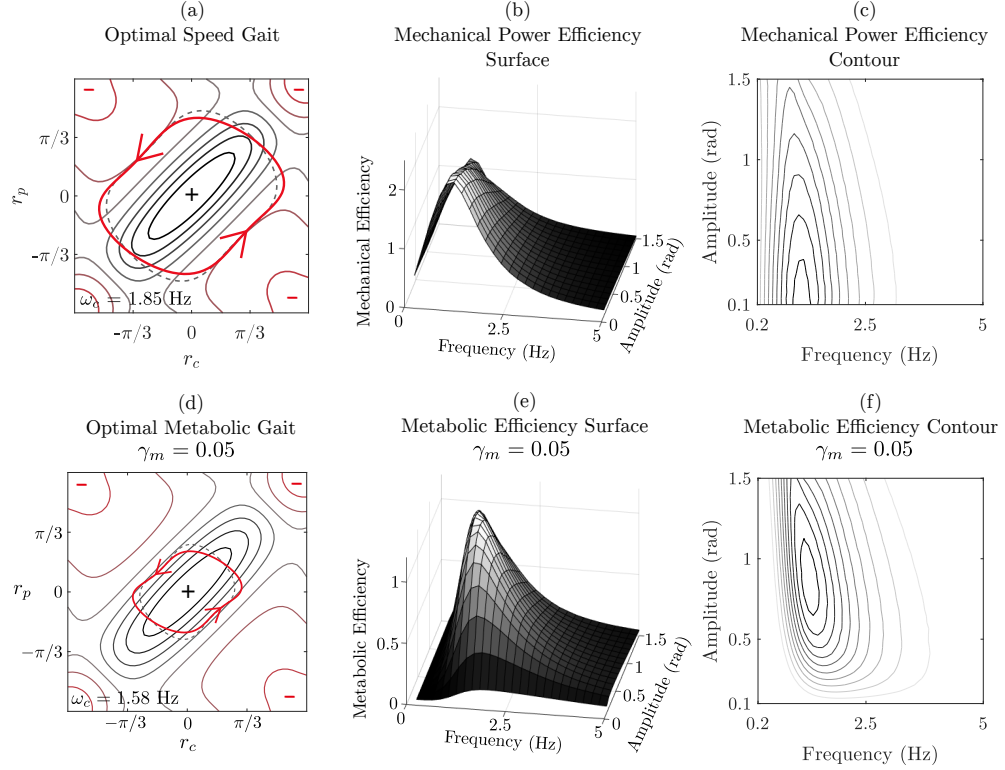 (a)
Optimal Speed Gait
π/3
0
-π/3
r_p
-
+
-
ω_c = 1.85 Hz
-π/3
0
π/3
r_c
(b)
Mechanical Power Efficiency
Surface
2
1
0
Mechanical Efficiency
0
2.5
5
Frequency (Hz)
0
0.5
1
1.5
Amplitude (rad)
(c)
Mechanical Power Efficiency
Contour
1.5
1
0.5
0.1
Amplitude (rad)
0.2
2.5
5
Frequency (Hz)
(d)
Optimal Metabolic Gait
γ_m = 0.05
π/3
0
−π/3
r_p
-
-
+
-
ω_c = 1.58 Hz
−π/3
0
π/3
r_c
(e)
Metabolic Efficiency Surface
γ_m = 0.05
1
0.5
0
Metabolic Efficiency
0
2.5
5
Frequency (Hz)
0
0.5
1
1.5
Amplitude (rad)
(f)
Metabolic Efficiency Contour
γ_m = 0.05
1.5
1
0.5
0.1
Amplitude (rad)
0.2
2.5
5
Frequency (Hz)